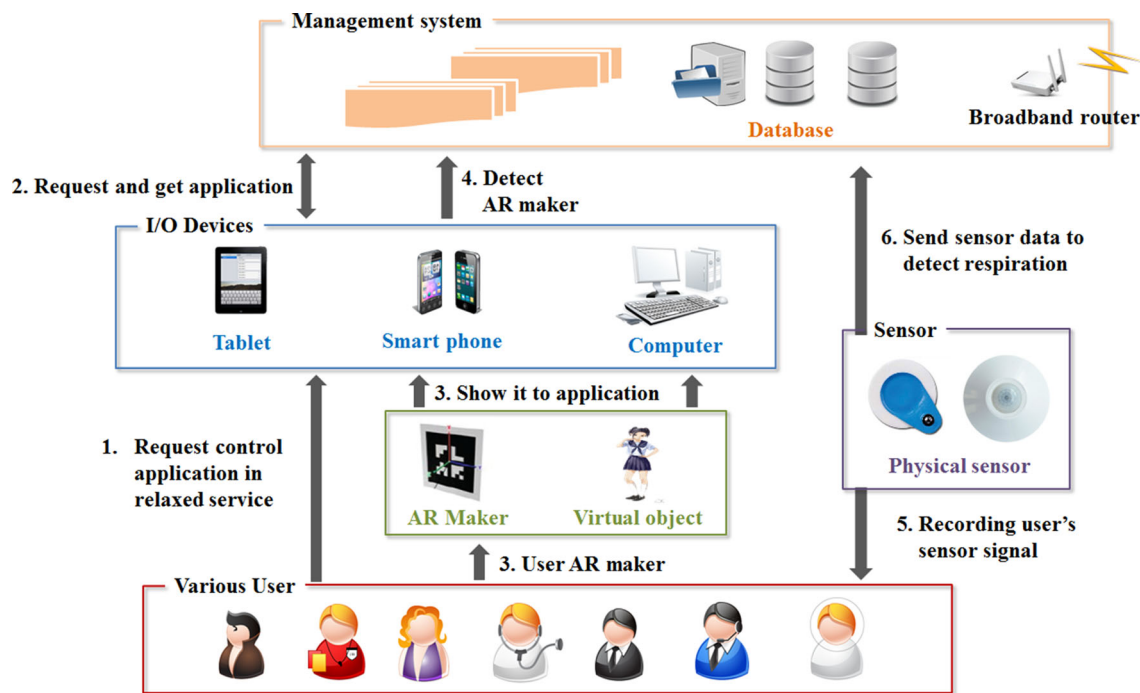 Management system
Database
Broadband router
2. Request and get application
4. Detect
AR maker
I/O Devices
6. Send sensor data to
detect respiration
Tablet
Smart phone
Computer
Sensor
3. Show it to application
1. Request control
application in
relaxed service
Physical sensor
AR Maker
Virtual object
5. Recording user's
sensor signal
3. User AR maker
Various User